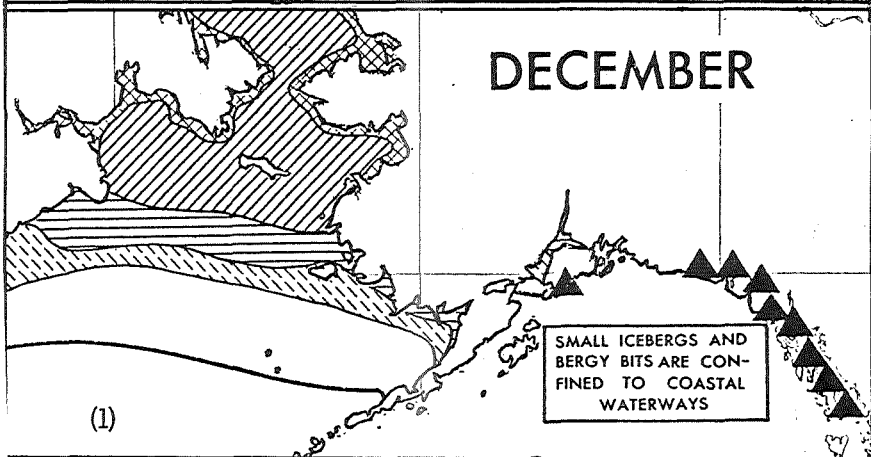 DECEMBER
SMALL ICEBERGS AND
BERGY BITS ARE CON-
FINED TO COASTAL
WATERWAYS
(1)